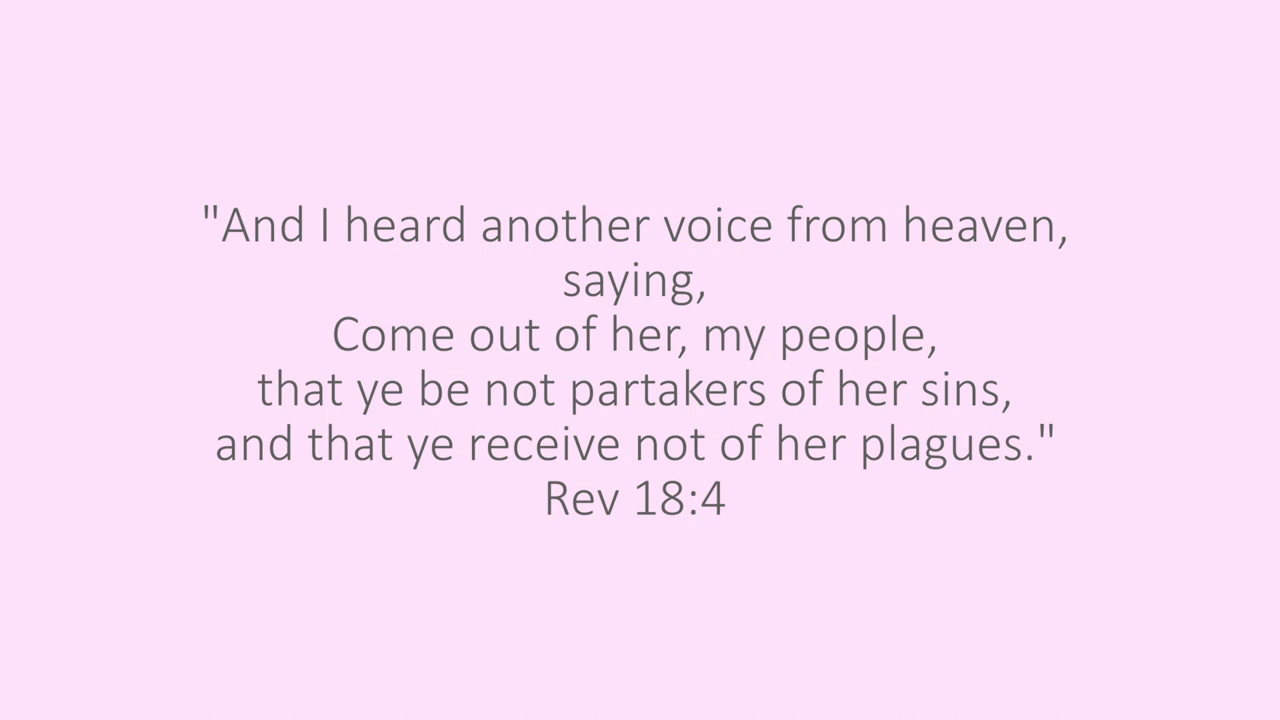 "And I heard another voice from heaven,
saying,
Come out of her, my people,
that ye be not partakers of her sins,
and that ye receive not of her plagues."
Rev 18:4